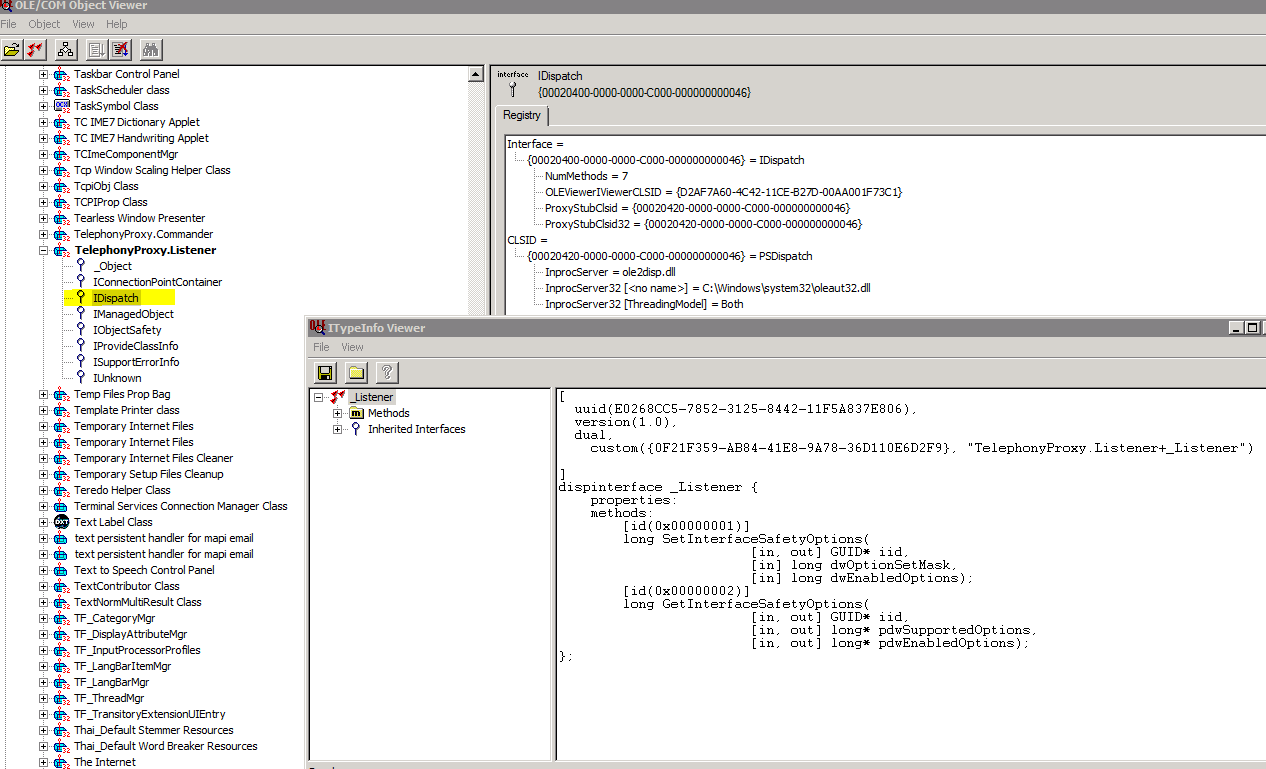 OLE/COM Object Viewer
File Object View Help
Taskbar Control Panel
TaskScheduler class
TaskSymbol Class
TC IME7 Dictionary Applet
TC IME7 Handwriting Applet
TCImeComponentMgr
Tcp Window Scaling Helper Class
TcpiObj Class
TCPIProp Class
Tearless Window Presenter
TelephonyProxy.Commander
TelephonyProxy.Listener
_Object
IConnectionPointContainer
IDispatch
IManagedObject
IObjectSafety
IProvideClassInfo
ISupportErrorInfo
IUnknown
Temp Files Prop Bag
Template Printer class
Temporary Internet Files
Temporary Internet Files
Temporary Internet Files Cleaner
Temporary Setup Files Cleanup
Teredo Helper Class
Terminal Services Connection Manager Class
Text Label Class
text persistent handler for mapi email
text persistent handler for mapi email
Text to Speech Control Panel
TextContributor Class
TextNormMultiResult Class
TF_CategoryMgr
TF_DisplayAttributeMgr
TF_InputProcessorProfiles
TF_LangBarItemMgr
TF_LangBarMgr
TF_ThreadMgr
TF_TransitoryExtensionUIEntry
Thai_Default Stemmer Resources
Thai_Default Word Breaker Resources
The Internet
interface
IDispatch
{00020400-0000-0000-C000-000000000046}
Registry
Interface =
{00020400-0000-0000-C000-000000000046} = IDispatch
NumMethods = 7
OLEViewerIViewerCLSID = {D2AF7A60-4C42-11CE-B27D-00AA001F73C1}
ProxyStubClsid = {00020420-0000-0000-C000-000000000046}
ProxyStubClsid32 = {00020420-0000-0000-C000-000000000046}
CLSID =
{00020420-0000-0000-C000-000000000046} = PSDispatch
InprocServer = ole2disp.dll
InprocServer32 [<no name>] = C:\Windows\system32\oleaut32.dll
InprocServer32 [ThreadingModel] = Both
ITypeInfo Viewer
File View
_Listener
Methods
Inherited Interfaces
[
uuid(E0268CC5-7852-3125-8442-11F5A837E806),
version(1.0),
dual,
custom({0F21F359-AB84-41E8-9A78-36D110E6D2F9}, "TelephonyProxy.Listener+_Listener")
]
dispinterface _Listener {
properties:
methods:
[id(0x00000001)]
long SetInterfaceSafetyOptions(
[in, out] GUID* iid,
[in] long dwOptionSetMask,
[in] long dwEnabledOptions);
[id(0x00000002)]
long GetInterfaceSafetyOptions(
[in, out] GUID* iid,
[in, out] long* pdwSupportedOptions,
[in, out] long* pdwEnabledOptions);
};